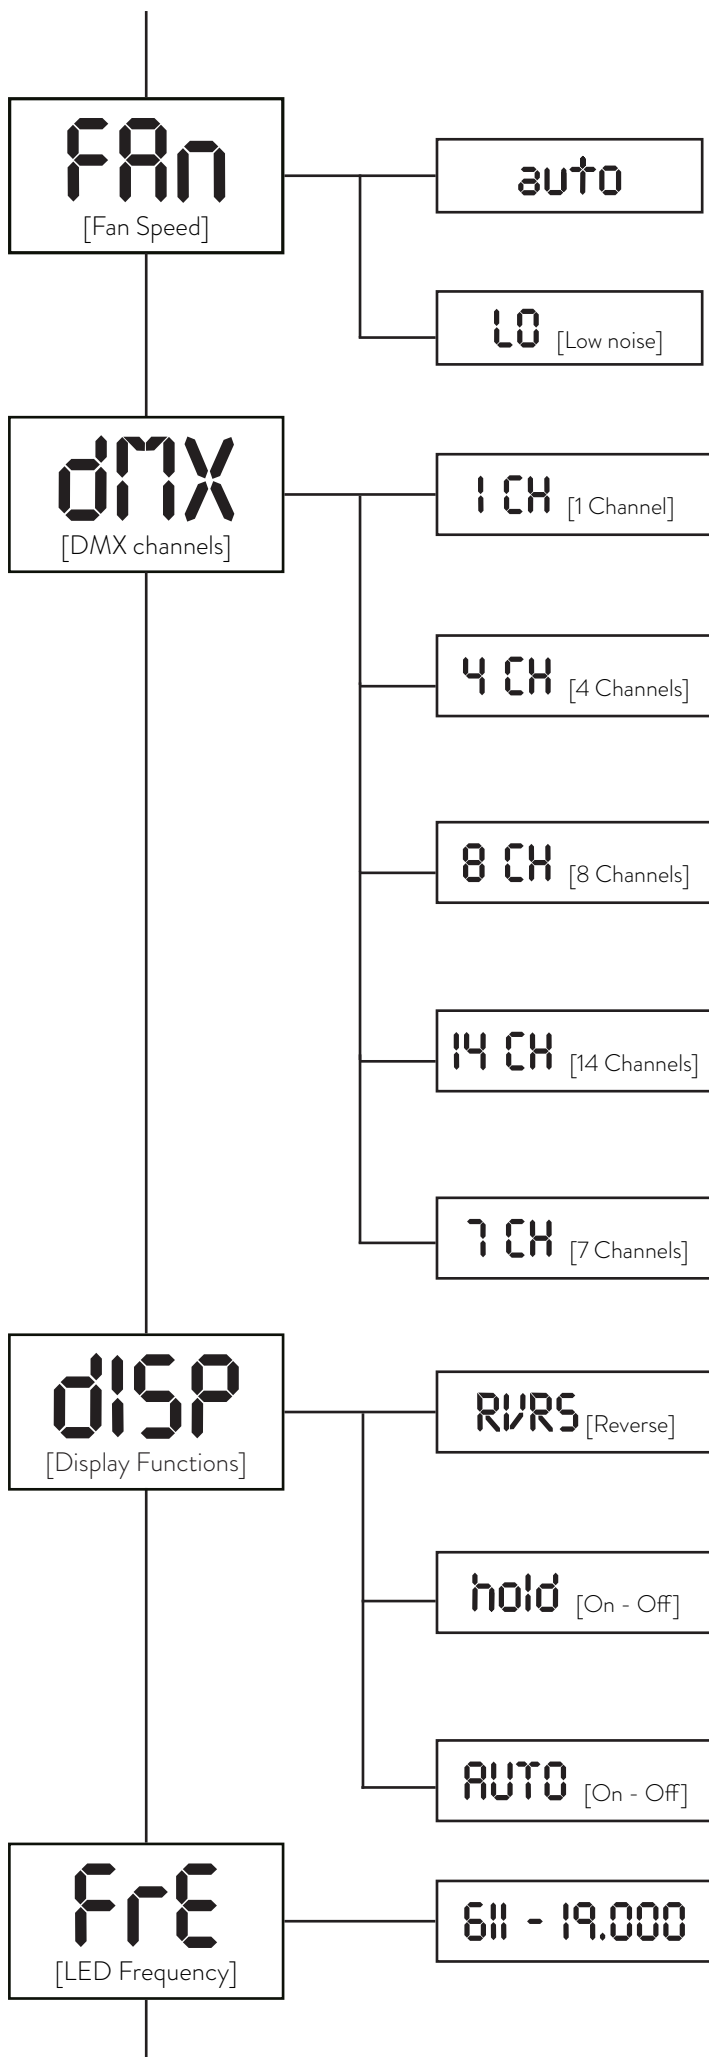 FAn
[Fan Speed]
auto
LO [Low noise]
dMX
[DMX channels]
1 CH [1 Channel]
4 CH [4 Channels]
8 CH [8 Channels]
14 CH [14 Channels]
7 CH [7 Channels]
dISP
[Display Functions]
RVRS [Reverse]
hold [On - Off]
AUTO [On - Off]
FrE
[LED Frequency]
611 - 19.000